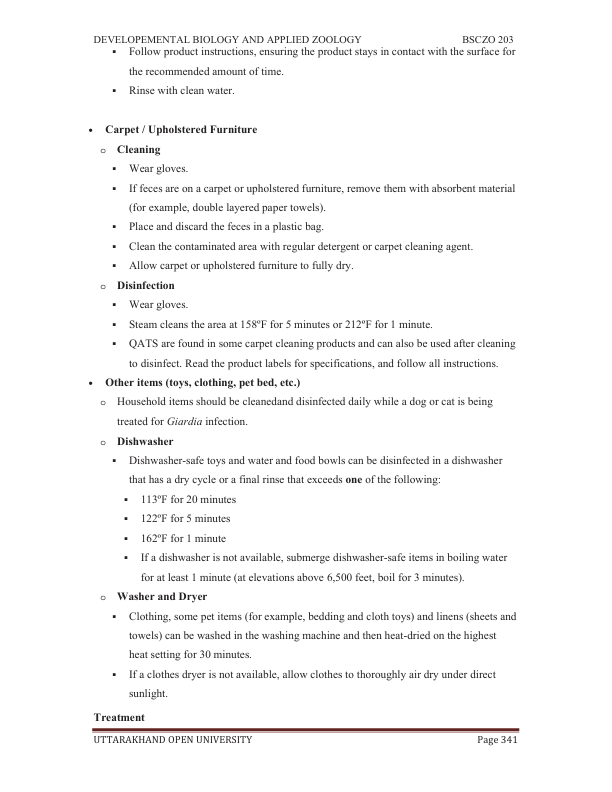 DEVELOPEMENTAL BIOLOGY AND APPLIED ZOOLOGY BSCZO 203
▪ Follow product instructions, ensuring the product stays in contact with the surface for
the recommended amount of time.
▪ Rinse with clean water.
• Carpet / Upholstered Furniture
o Cleaning
▪ Wear gloves.
▪ If feces are on a carpet or upholstered furniture, remove them with absorbent material
(for example, double layered paper towels).
▪ Place and discard the feces in a plastic bag.
▪ Clean the contaminated area with regular detergent or carpet cleaning agent.
▪ Allow carpet or upholstered furniture to fully dry.
o Disinfection
▪ Wear gloves.
▪ Steam cleans the area at 158ºF for 5 minutes or 212ºF for 1 minute.
▪ QATS are found in some carpet cleaning products and can also be used after cleaning
to disinfect. Read the product labels for specifications, and follow all instructions.
• Other items (toys, clothing, pet bed, etc.)
o Household items should be cleanedand disinfected daily while a dog or cat is being
treated for Giardia infection.
o Dishwasher
▪ Dishwasher-safe toys and water and food bowls can be disinfected in a dishwasher
that has a dry cycle or a final rinse that exceeds one of the following:
▪ 113ºF for 20 minutes
▪ 122ºF for 5 minutes
▪ 162ºF for 1 minute
▪ If a dishwasher is not available, submerge dishwasher-safe items in boiling water
for at least 1 minute (at elevations above 6,500 feet, boil for 3 minutes).
o Washer and Dryer
▪ Clothing, some pet items (for example, bedding and cloth toys) and linens (sheets and
towels) can be washed in the washing machine and then heat-dried on the highest
heat setting for 30 minutes.
▪ If a clothes dryer is not available, allow clothes to thoroughly air dry under direct
sunlight.
Treatment
UTTARAKHAND OPEN UNIVERSITY Page 341